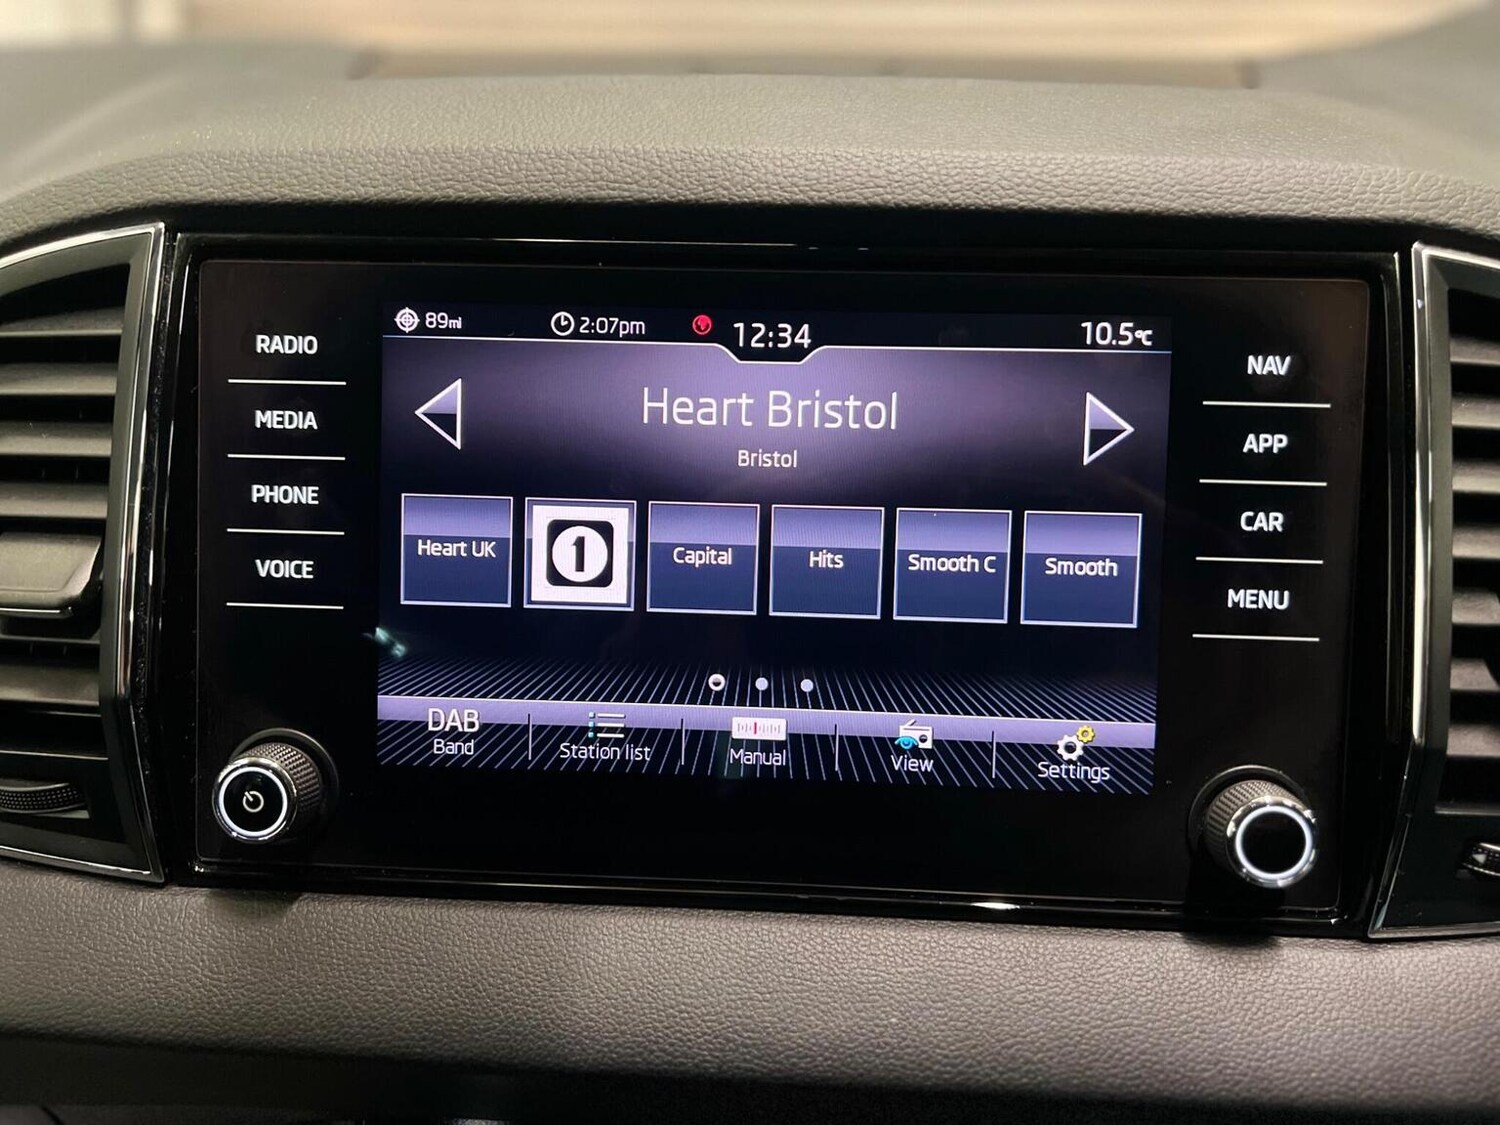 89mi
2:07pm
12:34
10.5°C
RADIO
MEDIA
PHONE
VOICE
Heart Bristol
Bristol
Heart UK
1
Capital
Hits
Smooth C
Smooth
DAB
Band
Station list
Manual
View
Settings
NAV
APP
CAR
MENU